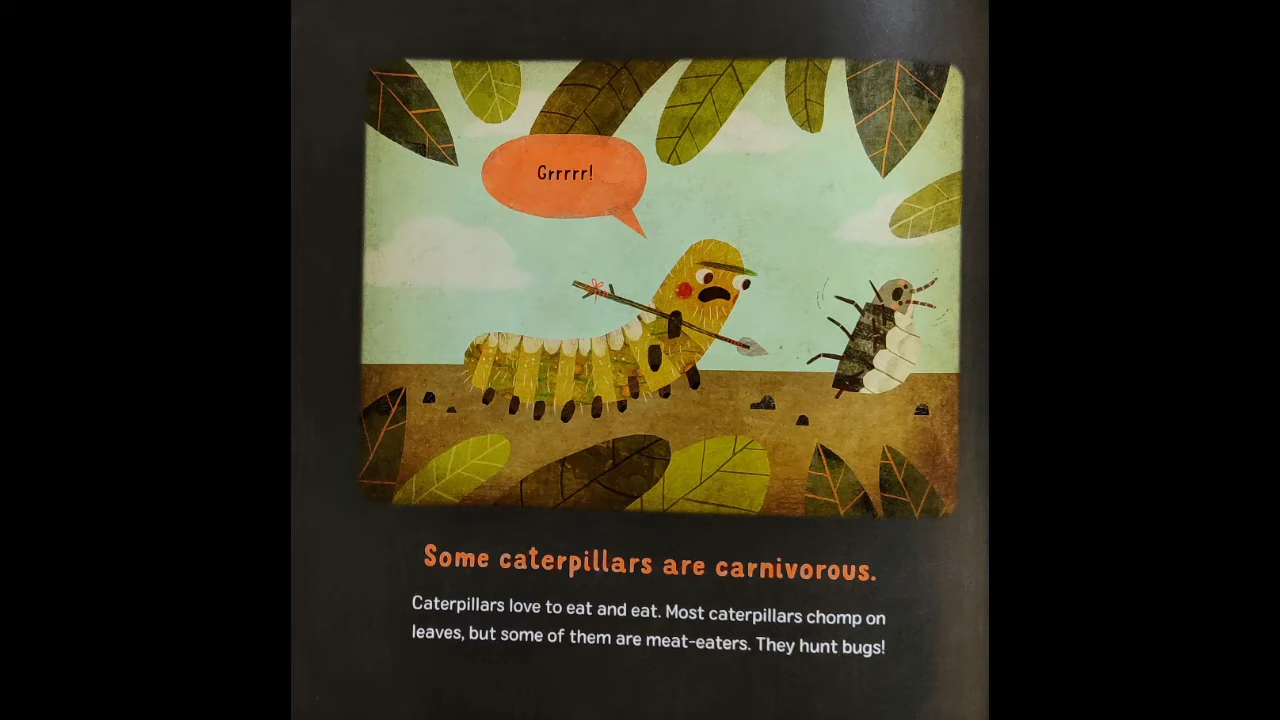 Grrrrr!
Some caterpillars are carnivorous.
Caterpillars love to eat and eat. Most caterpillars chomp on
leaves, but some of them are meat-eaters. They hunt bugs!